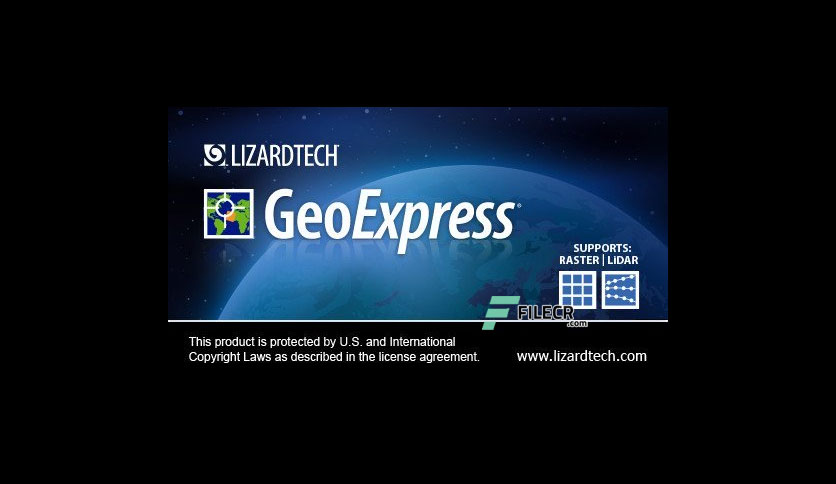 LIZARDTECH
GeoExpress®
SUPPORTS:
RASTER | LiDAR
FILECR
.com
This product is protected by U.S. and International
Copyright Laws as described in the license agreement.
www.lizardtech.com